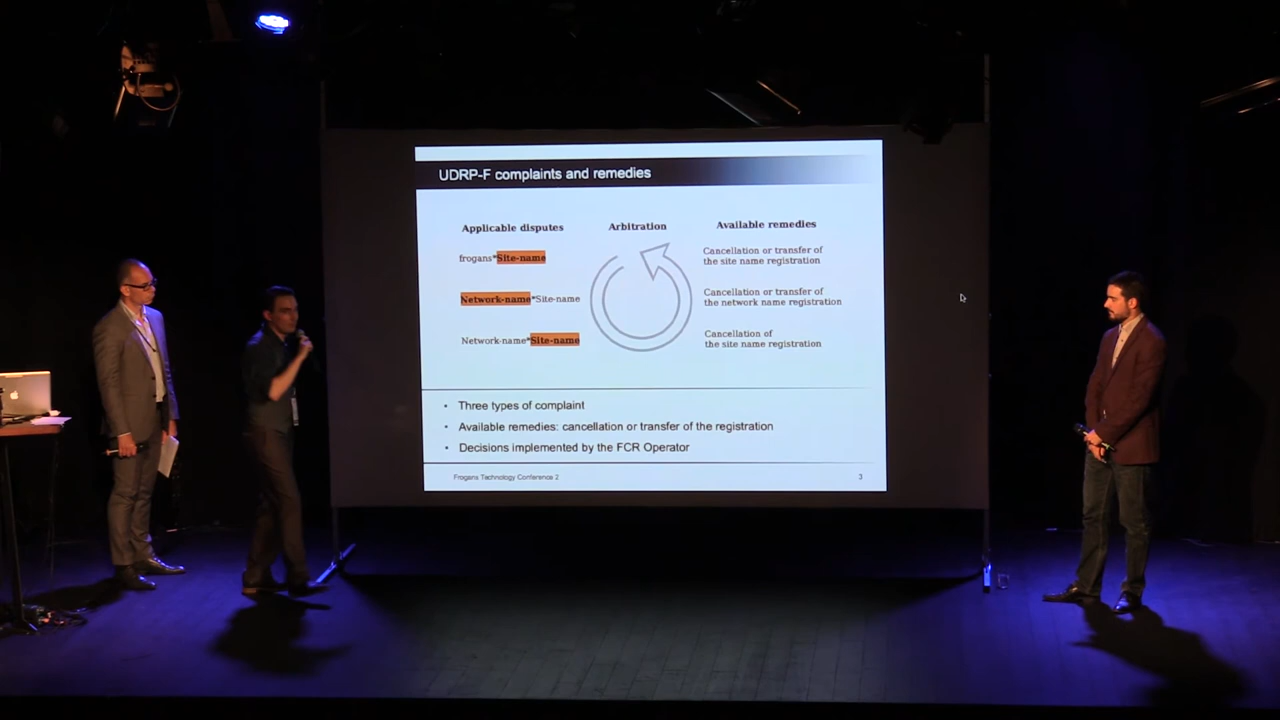 UDRP-F complaints and remedies
Applicable disputes
Arbitration
Available remedies
frogans*Site-name
Cancellation or transfer of
the site name registration
Network-name*Site-name
Cancellation or transfer of
the network name registration
Network-name*Site-name
Cancellation of
the site name registration
• Three types of complaint
• Available remedies: cancellation or transfer of the registration
• Decisions implemented by the FCR Operator
Frogans Technology Conference 2
3